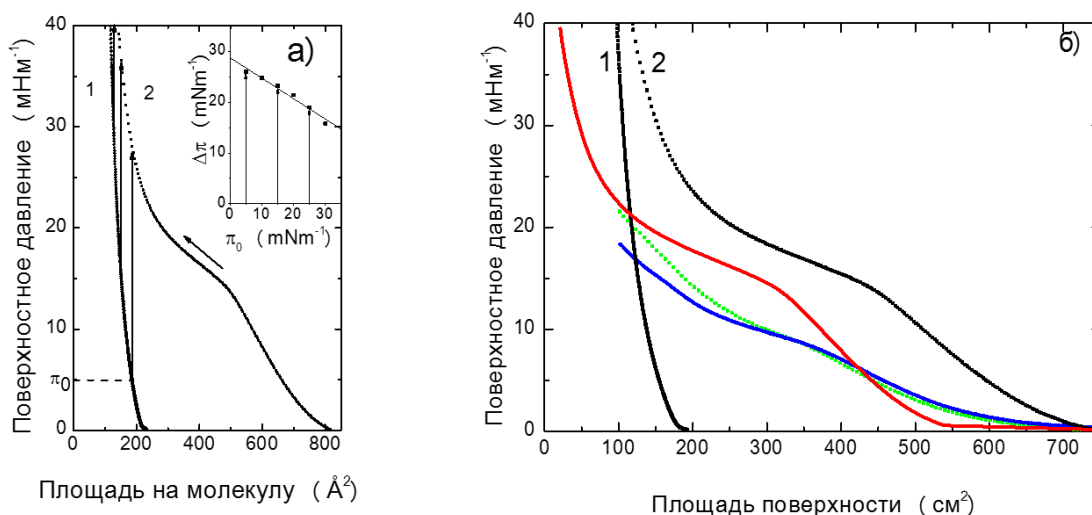 Поверхностное давление ( мНм-1)
40
30
20
10
0
π0
1
2
а)
Δπ (mNm-1)
40
30
20
10
0
0 10 20 30
π0 (mNm-1)
0 200 400 600 800
Площадь на молекулу ( Å2)
Поверхностное давление ( мНм-1)
40
30
20
10
0
1
2
б)
0 100 200 300 400 500 600 700
Площадь поверхности ( см2)